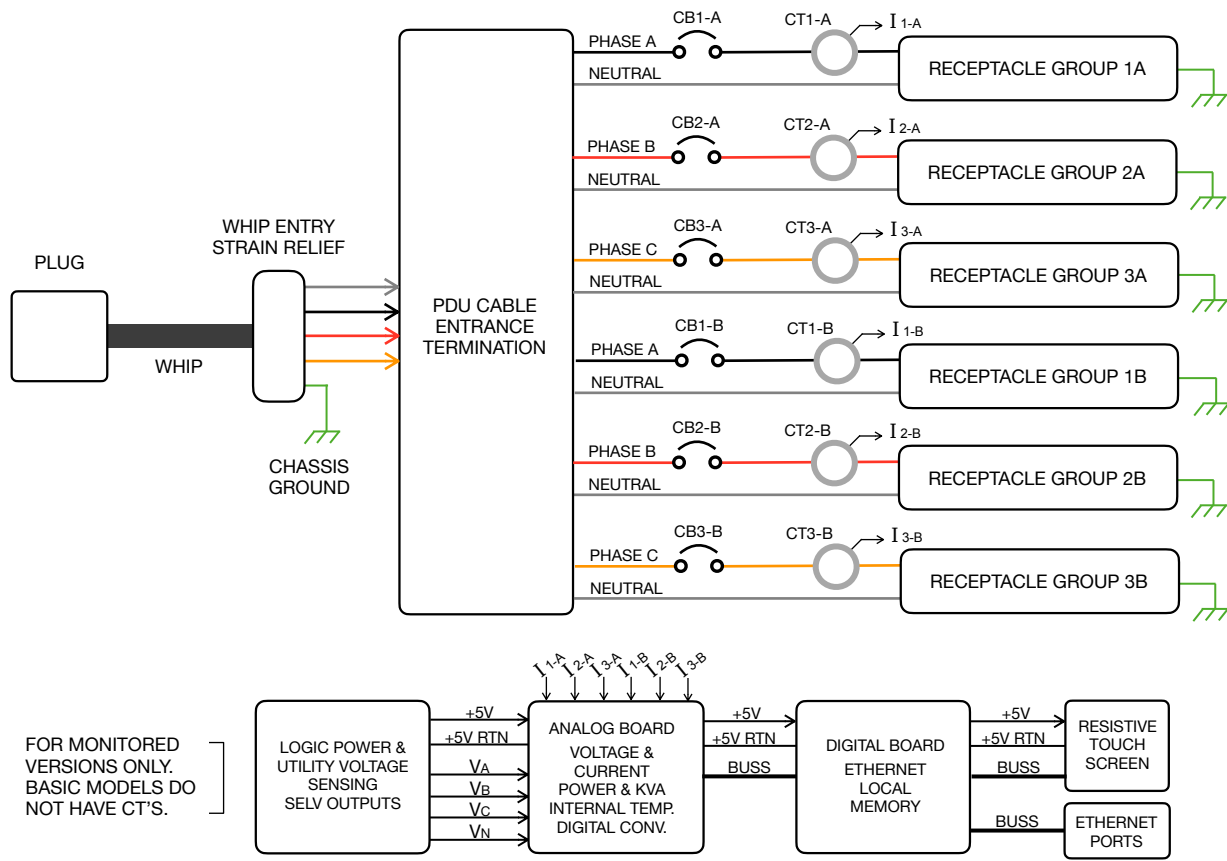 CB1-A
CT1-A
I 1-A
PHASE A
NEUTRAL
RECEPTACLE GROUP 1A
CB2-A
CT2-A
I 2-A
PHASE B
NEUTRAL
RECEPTACLE GROUP 2A
CB3-A
CT3-A
I 3-A
PHASE C
NEUTRAL
RECEPTACLE GROUP 3A
CB1-B
CT1-B
I 1-B
PHASE A
NEUTRAL
RECEPTACLE GROUP 1B
CB2-B
CT2-B
I 2-B
PHASE B
NEUTRAL
RECEPTACLE GROUP 2B
CB3-B
CT3-B
I 3-B
PHASE C
NEUTRAL
RECEPTACLE GROUP 3B
PLUG
WHIP
WHIP ENTRY
STRAIN RELIEF
CHASSIS
GROUND
PDU CABLE
ENTRANCE
TERMINATION
FOR MONITORED
VERSIONS ONLY.
BASIC MODELS DO
NOT HAVE CT'S.
LOGIC POWER &
UTILITY VOLTAGE
SENSING
SELV OUTPUTS
+5V
+5V RTN
VA
VB
VC
VN
I 1-A
I 2-A
I 3-A
I 1-B
I 2-B
I 3-B
ANALOG BOARD
VOLTAGE &
CURRENT
POWER & KVA
INTERNAL TEMP.
DIGITAL CONV.
+5V
+5V RTN
BUSS
DIGITAL BOARD
ETHERNET
LOCAL
MEMORY
+5V
+5V RTN
BUSS
BUSS
RESISTIVE
TOUCH
SCREEN
ETHERNET
PORTS